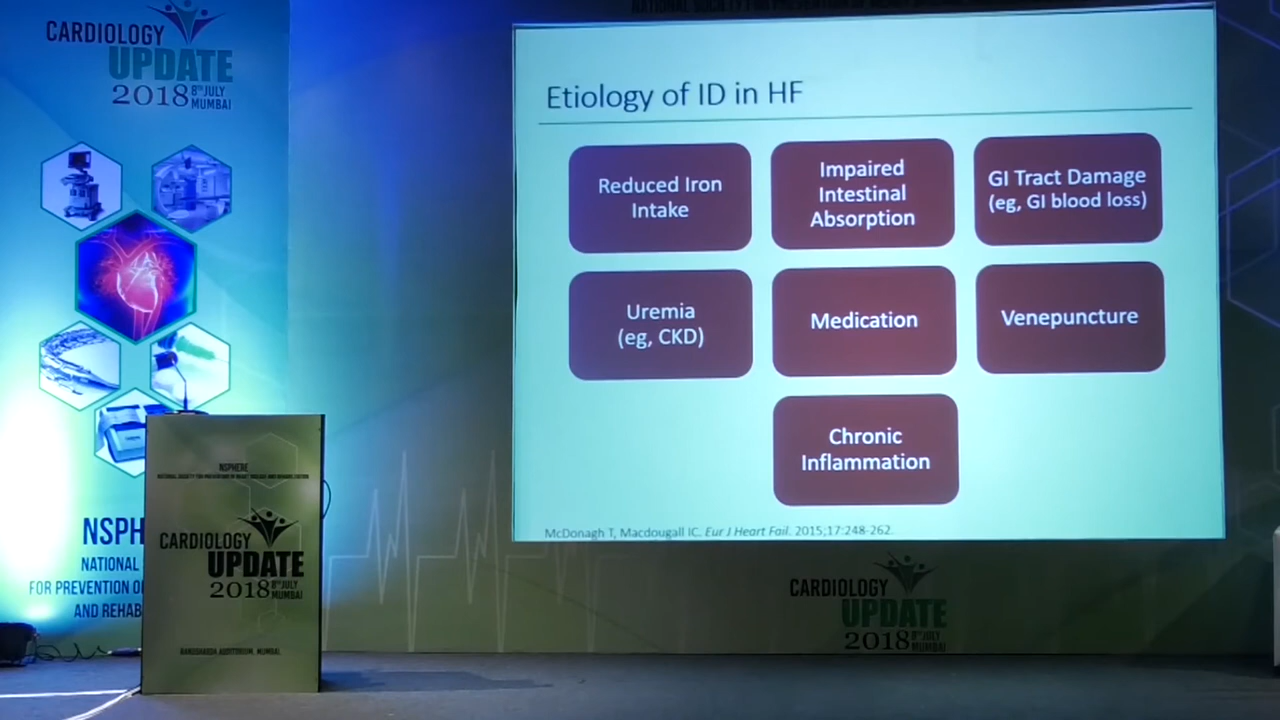 CARDIOLOGY
UPDATE
2018 8TH JULY
MUMBAI
NSPH
NATIONAL
FOR PREVENTION O
AND REHAB
NSPHERE
CARDIOLOGY
UPDATE
2018 8TH JULY
MUMBAI
Etiology of ID in HF
Reduced Iron
Intake
Impaired
Intestinal
Absorption
GI Tract Damage
(eg, GI blood loss)
Uremia
(eg, CKD)
Medication
Venepuncture
Chronic
Inflammation
McDonagh T, Macdougall IC. Eur J Heart Fail. 2015;17:248-262.
CARDIOLOGY
UPDATE
2018 8TH JULY
MUMBAI